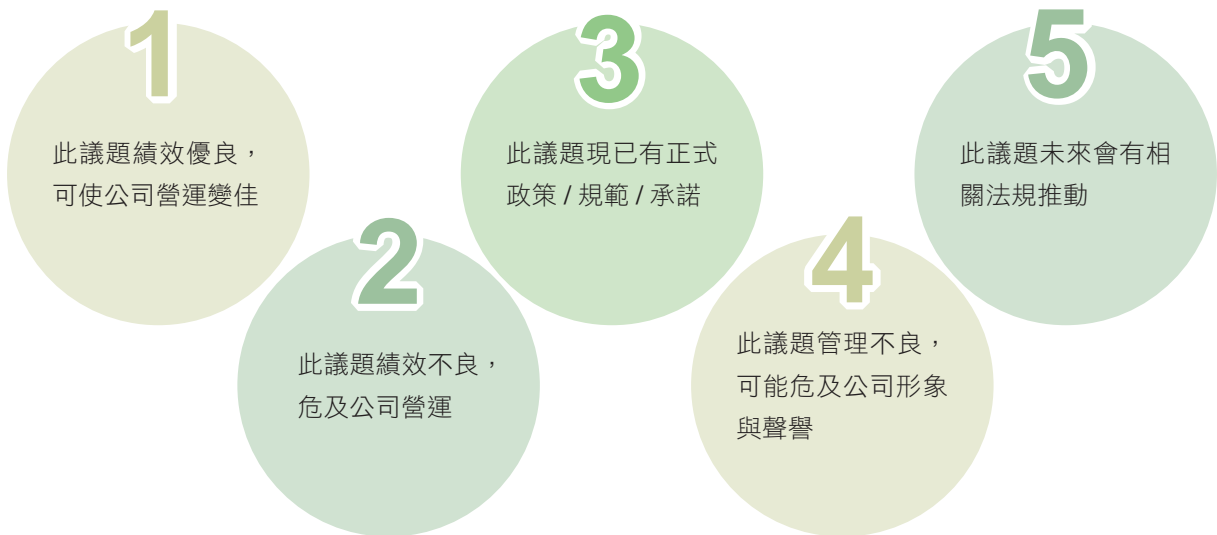 1
此議題績效優良，
可使公司營運變佳
2
此議題績效不良，
危及公司營運
3
此議題現已有正式
政策 / 規範 / 承諾
4
此議題管理不良，
可能危及公司形象
與聲譽
5
此議題未來會有相
關法規推動